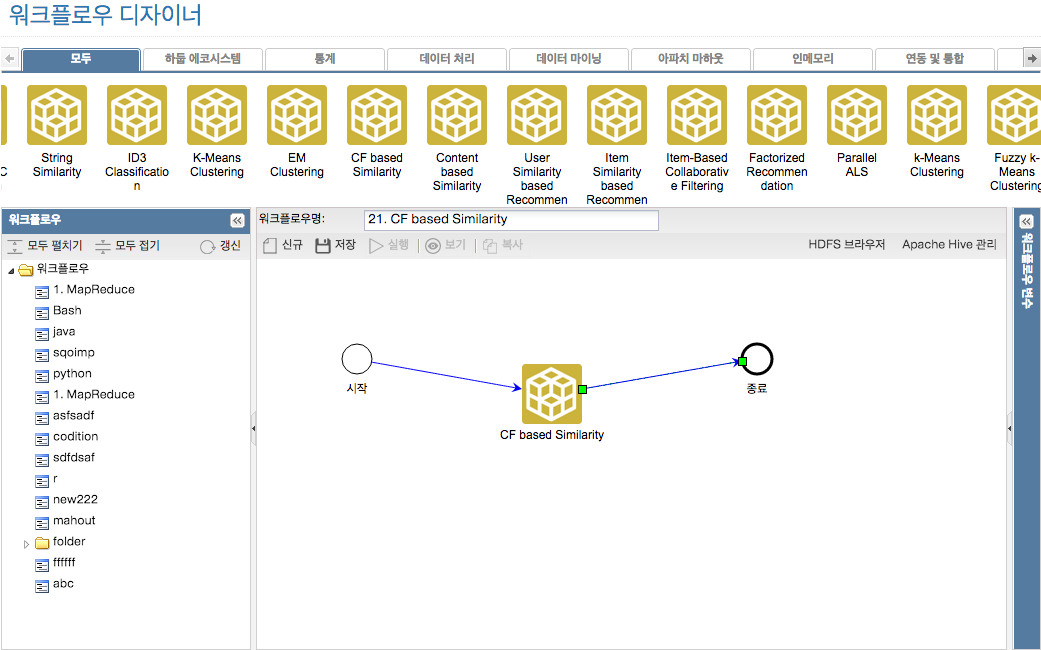 워크플로우 디자이너
모두
하둡 에코시스템
통계
데이터 처리
데이터 마이닝
아파치 마하웃
인메모리
연동 및 통합
C
String
Similarity
ID3
Classificatio
n
K-Means
Clustering
EM
Clustering
CF based
Similarity
Content
based
Similarity
User
Similarity
based
Recommen
Item
Similarity
based
Recommen
Item-Based
Collaborativ
e Filtering
Factorized
Recommen
dation
Parallel
ALS
k-Means
Clustering
Fuzzy k-
Means
Clustering
워크플로우
모두 펼치기
모두 접기
갱신
워크플로우
1. MapReduce
Bash
java
sqoimp
python
1. MapReduce
asfsadf
codition
sdfdsaf
r
new222
mahout
folder
ffffff
abc
워크플로우명:
21. CF based Similarity
신규
저장
실행
보기
복사
HDFS 브라우저
Apache Hive 관리
시작
CF based Similarity
종료
워크플로우 변수